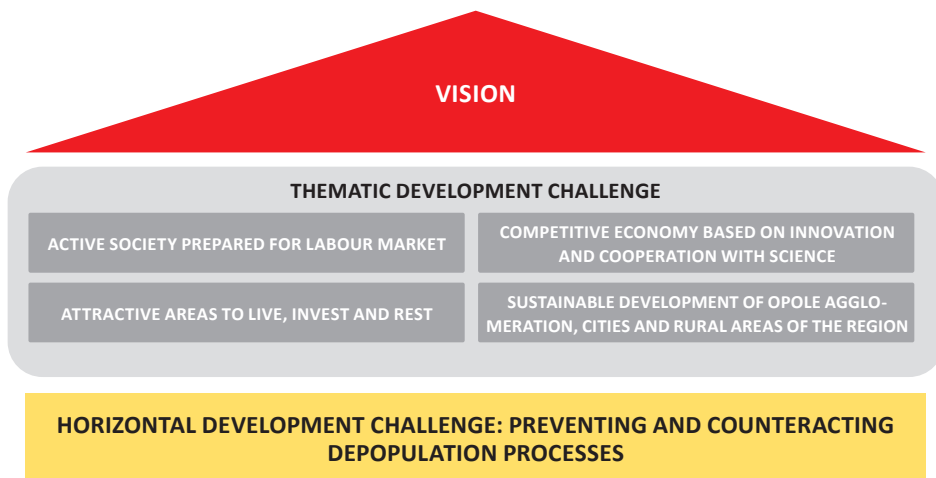 VISION
THEMATIC DEVELOPMENT CHALLENGE
ACTIVE SOCIETY PREPARED FOR LABOUR MARKET
COMPETITIVE ECONOMY BASED ON INNOVATION
AND COOPERATION WITH SCIENCE
ATTRACTIVE AREAS TO LIVE, INVEST AND REST
SUSTAINABLE DEVELOPMENT OF OPOLE AGGLO-
MERATION, CITIES AND RURAL AREAS OF THE REGION
HORIZONTAL DEVELOPMENT CHALLENGE: PREVENTING AND COUNTERACTING
DEPOPULATION PROCESSES